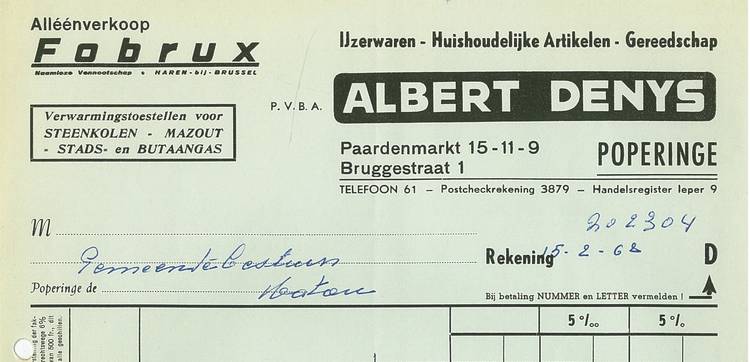 Alléénverkoop
Fobrux
Naamloze Vennootschap • HAREN-bij-BRUSSEL
Verwarmingstoestellen voor
STEENKOLEN - MAZOUT
- STADS- en BUTAANGAS
IJzerwaren - Huishoudelijke Artikelen - Gereedschap
P.V.B.A. ALBERT DENYS
Paardenmarkt 15-11-9
Bruggestraat 1
POPERINGE
TELEFOON 61 — Postcheckrekening 3879 — Handelsregister Ieper 9
M
202304
Gemeentebestuur
Rekening 15-2-62 D
Poperinge de
Watou
Bij betaling NUMMER en LETTER vermelden !
5 °/ₒₒ 5 %